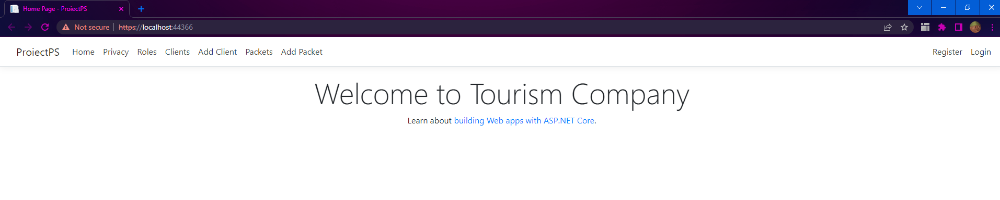 Home Page - ProiectPS
Not secure https://localhost:44366
ProiectPS Home Privacy Roles Clients Add Client Packets Add Packet Register Login
Welcome to Tourism Company
Learn about building Web apps with ASP.NET Core.